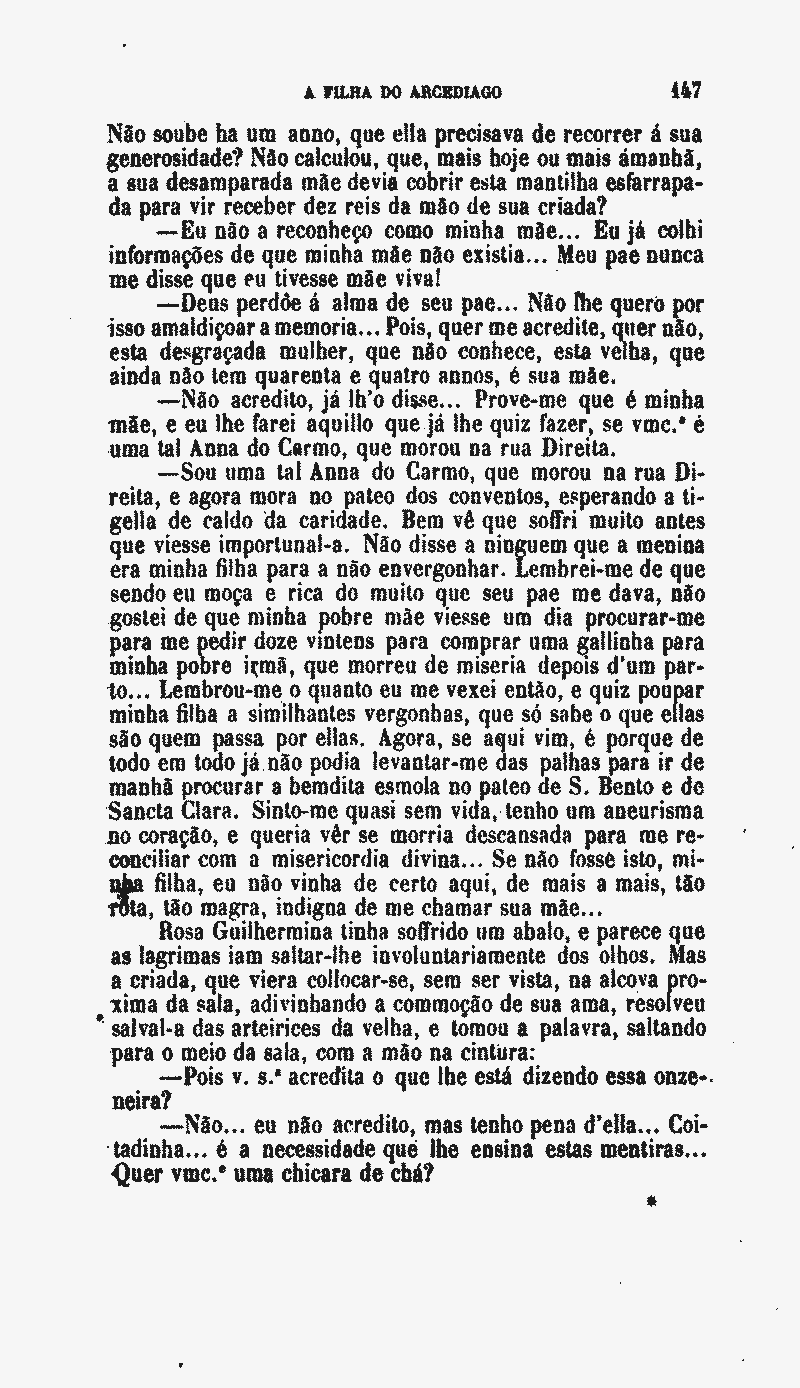 A FILHA DO ARCEDIAGO 147
Não soube ha um anno, que ella precisava de recorrer á sua
generosidade? Não calculou, que, mais hoje ou mais ámanhã,
a sua desamparada mãe devia cobrir esta mantilha esfarrapa-
da para vir receber dez reis da mão de sua criada?
—Eu não a reconheço como minha mãe... Eu já colhi
informações de que minha mãe não existia... Meu pae nunca
me disse que eu tivesse mãe viva!
—Deus perdôe á alma de seu pae... Não lhe quero por
isso amaldiçoar a memoria... Pois, quer me acredite, quer não,
esta desgraçada mulher, que não conhece, esta velha, que
ainda não tem quarenta e quatro annos, é sua mãe.
—Não acredito, já lh'o disse... Prove-me que é minha
mãe, e eu lhe farei aquillo que já lhe quiz fazer, se vmc.ª é
uma tal Anna do Carmo, que morou na rua Direita.
—Sou uma tal Anna do Carmo, que morou na rua Di-
reita, e agora mora no pateo dos conventos, esperando a ti-
gella de caldo da caridade. Bem vê que soffri muito antes
que viesse importunal-a. Não disse a ninguem que a menina
era minha filha para a não envergonhar. Lembrei-me de que
sendo eu moça e rica do muito que seu pae me dava, não
gostei de que minha pobre mãe viesse um dia procurar-me
para me pedir doze vintens para comprar uma gallinha para
minha pobre irmã, que morreu de miseria depois d'um par-
to... Lembrou-me o quanto eu me vexei então, e quiz poupar
minha filha a similhantes vergonhas, que só sabe o que ellas
são quem passa por ellas. Agora, se aqui vim, é porque de
todo em todo já não podia levantar-me das palhas para ir de
manhã procurar a bemdita esmola no pateo de S. Bento e de
Sancta Clara. Sinto-me quasi sem vida, tenho um aneurisma
no coração, e queria vêr se morria descansada para me re-
conciliar com a misericordia divina... Se não fosse isto, mi-
nha filha, eu não vinha de certo aqui, de mais a mais, tão
rôta, tão magra, indigna de me chamar sua mãe...
Rosa Guilhermina tinha soffrido um abalo, e parece que
as lagrimas iam saltar-lhe involuntariamente dos olhos. Mas
a criada, que viera collocar-se, sem ser vista, na alcova pro-
xima da sala, adivinhando a commoção de sua ama, resolveu
salval-a das arteirices da velha, e tomou a palavra, saltando
para o meio da sala, com a mão na cintura:
—Pois v. s.ª acredita o que lhe está dizendo essa onze-
neira?
—Não... eu não acredito, mas tenho pena d'ella... Coi-
tadinha... é a necessidade que lhe ensina estas mentiras...
Quer vmc.ª uma chicara de chá?
*